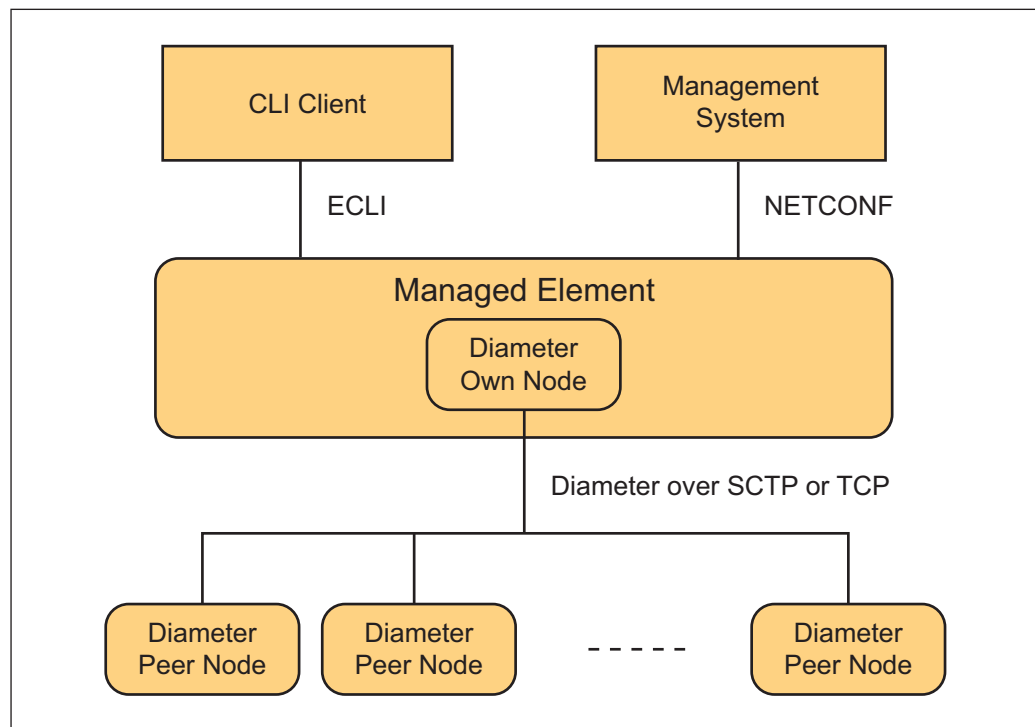 CLI Client
Management
System
ECLI
NETCONF
Managed Element
Diameter
Own Node
Diameter over SCTP or TCP
Diameter
Peer Node
Diameter
Peer Node
Diameter
Peer Node